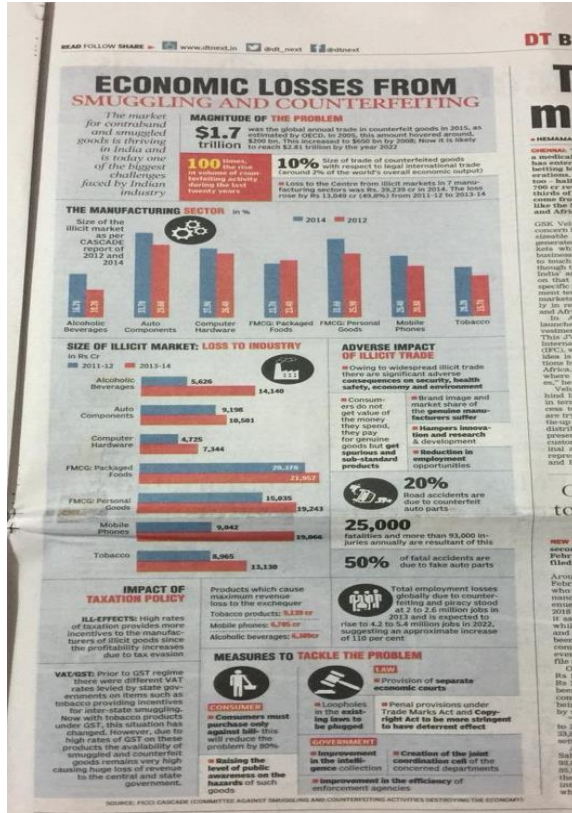 READ FOLLOW SHARE www.dtnext.in @dt_next @dtnext
DT B
ECONOMIC LOSSES FROM
SMUGGLING AND COUNTERFEITING
The market
for contraband
and smuggled
goods is thriving
in India and
is today one
of the biggest
challenges
faced by Indian
industry
MAGNITUDE OF THE PROBLEM
$1.7
trillion
was the global annual trade in counterfeit goods in 2015, as
estimated by OECD. In 2005, this amount hovered around
$200 bn. This increased to $650 bn by 2008; Now it is likely
to reach $2.81 trillion by the year 2022
100 times,
the rise
in volume of coun-
terfeiting activity
during the last
twenty years
10% Size of trade of counterfeit goods
with respect to legal international trade
(around 2% of the world's overall economic output)
Loss to the Centre from illicit markets in 7 manu-
facturing sectors was Rs. 39,239 cr in 2014. The loss
rose by Rs 13,049 cr (49.8%) from 2011-12 to 2013-14
THE MANUFACTURING SECTOR in %
Size of the
illicit market
as per
CASCADE
report of
2012 and
2014
2014 2012
Alcoholic
Beverages
Auto
Components
Computer
Hardware
FMCG: Packaged
Foods
FMCG: Personal
Goods
Mobile
Phones
Tobacco
SIZE OF ILLICIT MARKET: LOSS TO INDUSTRY
in Rs Cr
2011-12 2013-14
Alcoholic
Beverages
5,626
14,140
Auto
Components
9,198
10,501
Computer
Hardware
4,725
7,344
FMCG: Packaged
Foods
21,957
FMCG: Personal
Goods
15,035
19,243
Mobile
Phones
9,042
19,066
Tobacco
8,965
13,130
ADVERSE IMPACT
OF ILLICIT TRADE
Owing to widespread illicit trade
there are significant adverse
consequences on security, health
safety, economy and environment
Consum-
ers do not
get value of
the money
they spend,
they pay
for genuine
goods but get
spurious and
sub-standard
products
Brand image and
market share of
the genuine manu-
facturers suffer
Hampers innova-
tion and research
& development
Reduction in
employment
opportunities
20%
Road accidents are
due to counterfeit
auto parts
25,000
fatalities and more than 93,000 in-
juries annually are resultant of this
50% of fatal accidents are
due to fake auto parts
Total employment losses
globally due to counter-
feiting and piracy stood
at 2 to 2.6 million jobs in
2013 and is expected to
rise to 4.2 to 5.4 million jobs in 2022,
suggesting an approximate increase
of 110 per cent
IMPACT OF
TAXATION POLICY
ILL-EFFECTS: High rates
of taxation provides more
incentives to the manufac-
turers of illicit goods since
the profitability increases
due to tax evasion
Products which cause
maximum revenue
loss to the exchequer
Tobacco products: 9,139 cr
Mobile phones: 6,705 cr
Alcoholic beverages: 6,309cr
VAT/GST: Prior to GST regime
there were different VAT
rates levied by state gov-
ernments on items such as
tobacco providing incentives
for inter-state smuggling.
Now with tobacco products
under GST, this situation has
changed. However, due to
high rates of GST on these
products the availability of
smuggled and counterfeit
goods remains very high
causing huge loss of revenue
to the central and state
government.
MEASURES TO TACKLE THE PROBLEM
CONSUMER
Consumers must
purchase only
against bill- this
will reduce the
problem by 80%
Raising the
level of public
awareness on the
hazards of such
goods
LAW
Provision of separate
economic courts
Loopholes
in the exist-
ing laws to
be plugged
Penal provisions under
Trade Marks Act and Copy-
right Act to be more stringent
to have deterrent effect
GOVERNMENT
Improvement
in the intelli-
gence collection
Creation of the joint
coordination cell of the
concerned departments
Improvement in the efficiency of
enforcement agencies
SOURCE: FICCI CASCADE (COMMITTEE AGAINST SMUGGLING AND COUNTERFEITING ACTIVITIES DESTROYING THE ECONOMY)